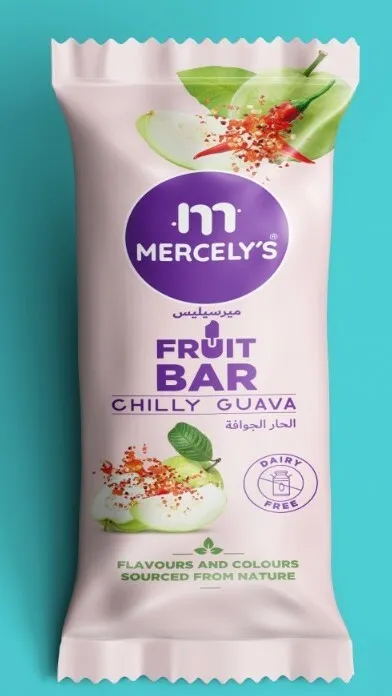 m
MERCELY'S®
ميرسيليس
FRUIT
BAR
CHILLY GUAVA
الحار الجوافة
DAIRY
FREE
FLAVOURS AND COLOURS
SOURCED FROM NATURE